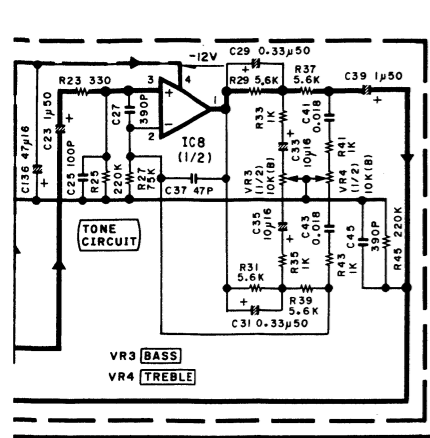 -12V
C29 0.33µ50
R23 330
3
4
+
1µ50
C23
C27
390P
1
2
-
IC8
(1/2)
R29 5.6K
R37
5.6K
C39 1µ50
+
R33
1K
C41
0.018
C33
10µ16
R41
1K
C136 47µ16
C25 100P
R25
220K
R27
75K
C37 47P
VR3
(1/2)
10K(B)
VR4
(1/2)
10K(B)
TONE
CIRCUIT
C35
10µ16
C43
0.018
R35
1K
R43
1K
C45
390P
1K
220K
R45
R31
5.6K
R39
5.6K
C31 0.33µ50
VR3 BASS
VR4 TREBLE